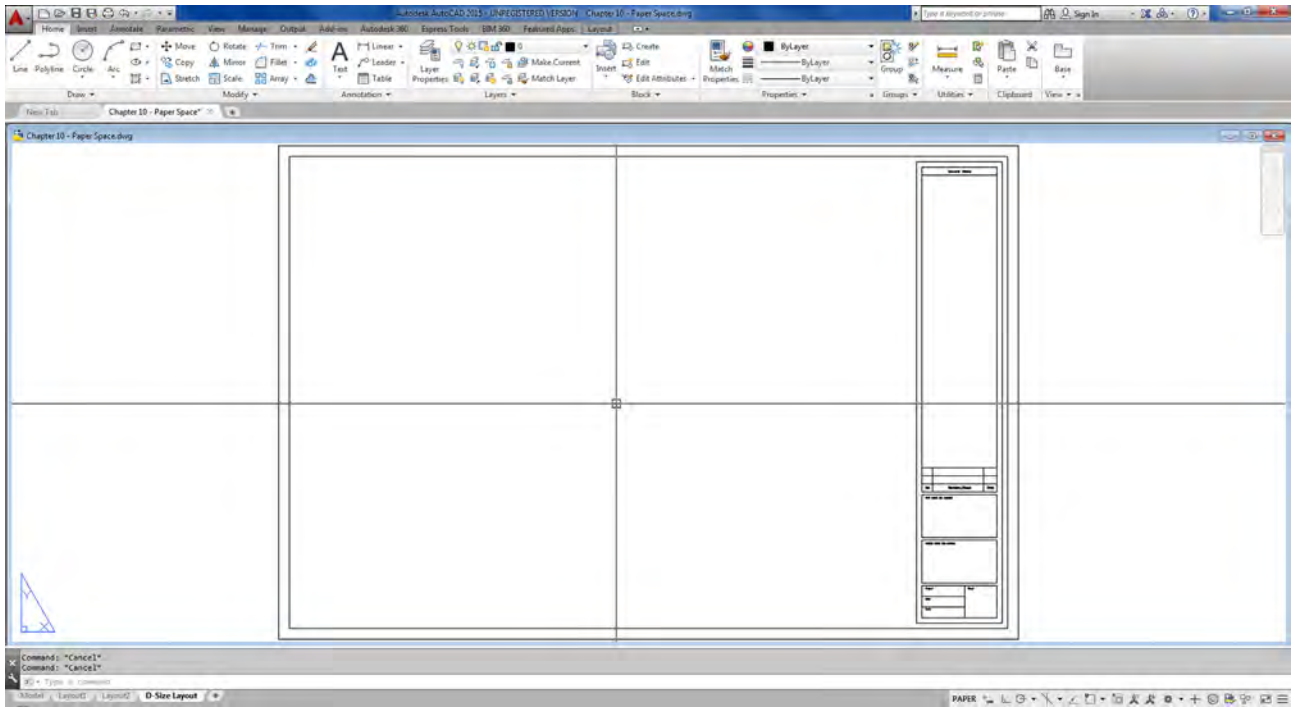 Autodesk AutoCAD 2015 - UNREGISTERED VERSION Chapter 10 - Paper Space.dwg
Type a keyword or phrase
Sign In
Home Insert Annotate Parametric View Manage Output Add-ins Autodesk 360 Express Tools BIM 360 Featured Apps Layout
Line Polyline Circle Arc
Move Rotate Trim
Copy Mirror Fillet
Stretch Scale Array
Text
Linear
Leader
Table
Layer Properties
0
Make Current
Match Layer
Insert
Create
Edit
Edit Attributes
Match Properties
ByLayer
ByLayer
ByLayer
Group
Measure
Paste
Base
Draw Modify Annotation Layers Block Properties Groups Utilities Clipboard View
New Tab Chapter 10 - Paper Space*
Chapter 10 - Paper Space.dwg
Y
X
Command: *Cancel*
Command: *Cancel*
Type a command
Model Layout1 Layout2 D-Size Layout
PAPER